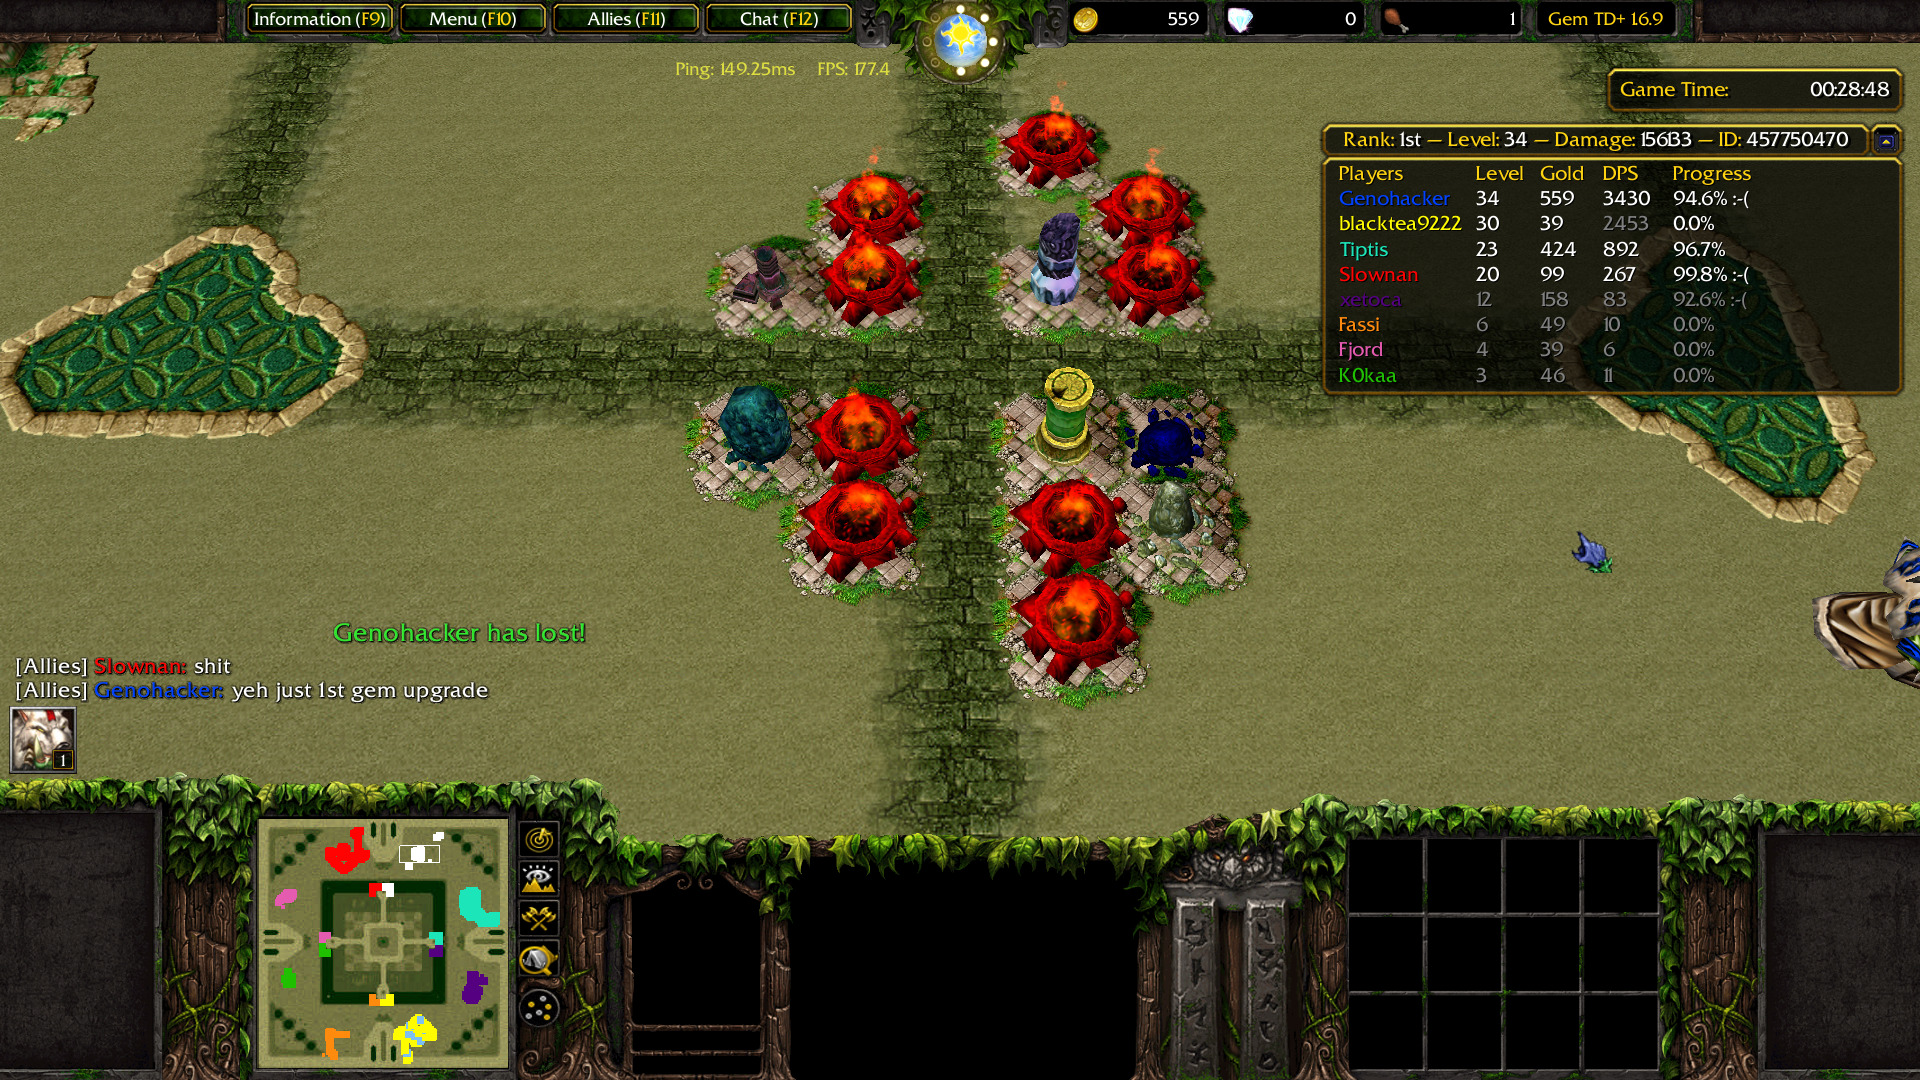 Information (F9) Menu (F10) Allies (F11) Chat (F12) 559 0 1 Gem TD+ 16.9
Ping: 149.25ms FPS: 177.4
Game Time: 00:28:48
Rank: 1st — Level: 34 — Damage: 156133 — ID: 457750470
Players Level Gold DPS Progress
Genohacker 34 559 3430 94.6% :-(
blacktea9222 30 39 2453 0.0%
Tiptis 23 424 892 96.7%
Slownan 20 99 267 99.8% :-(
xetoca 12 158 83 92.6% :-(
Fassi 6 49 10 0.0%
Fjord 4 39 6 0.0%
K0kaa 3 46 11 0.0%
Genohacker has lost!
[Allies] Slownan: shit
[Allies] Genohacker: yeh just 1st gem upgrade
1